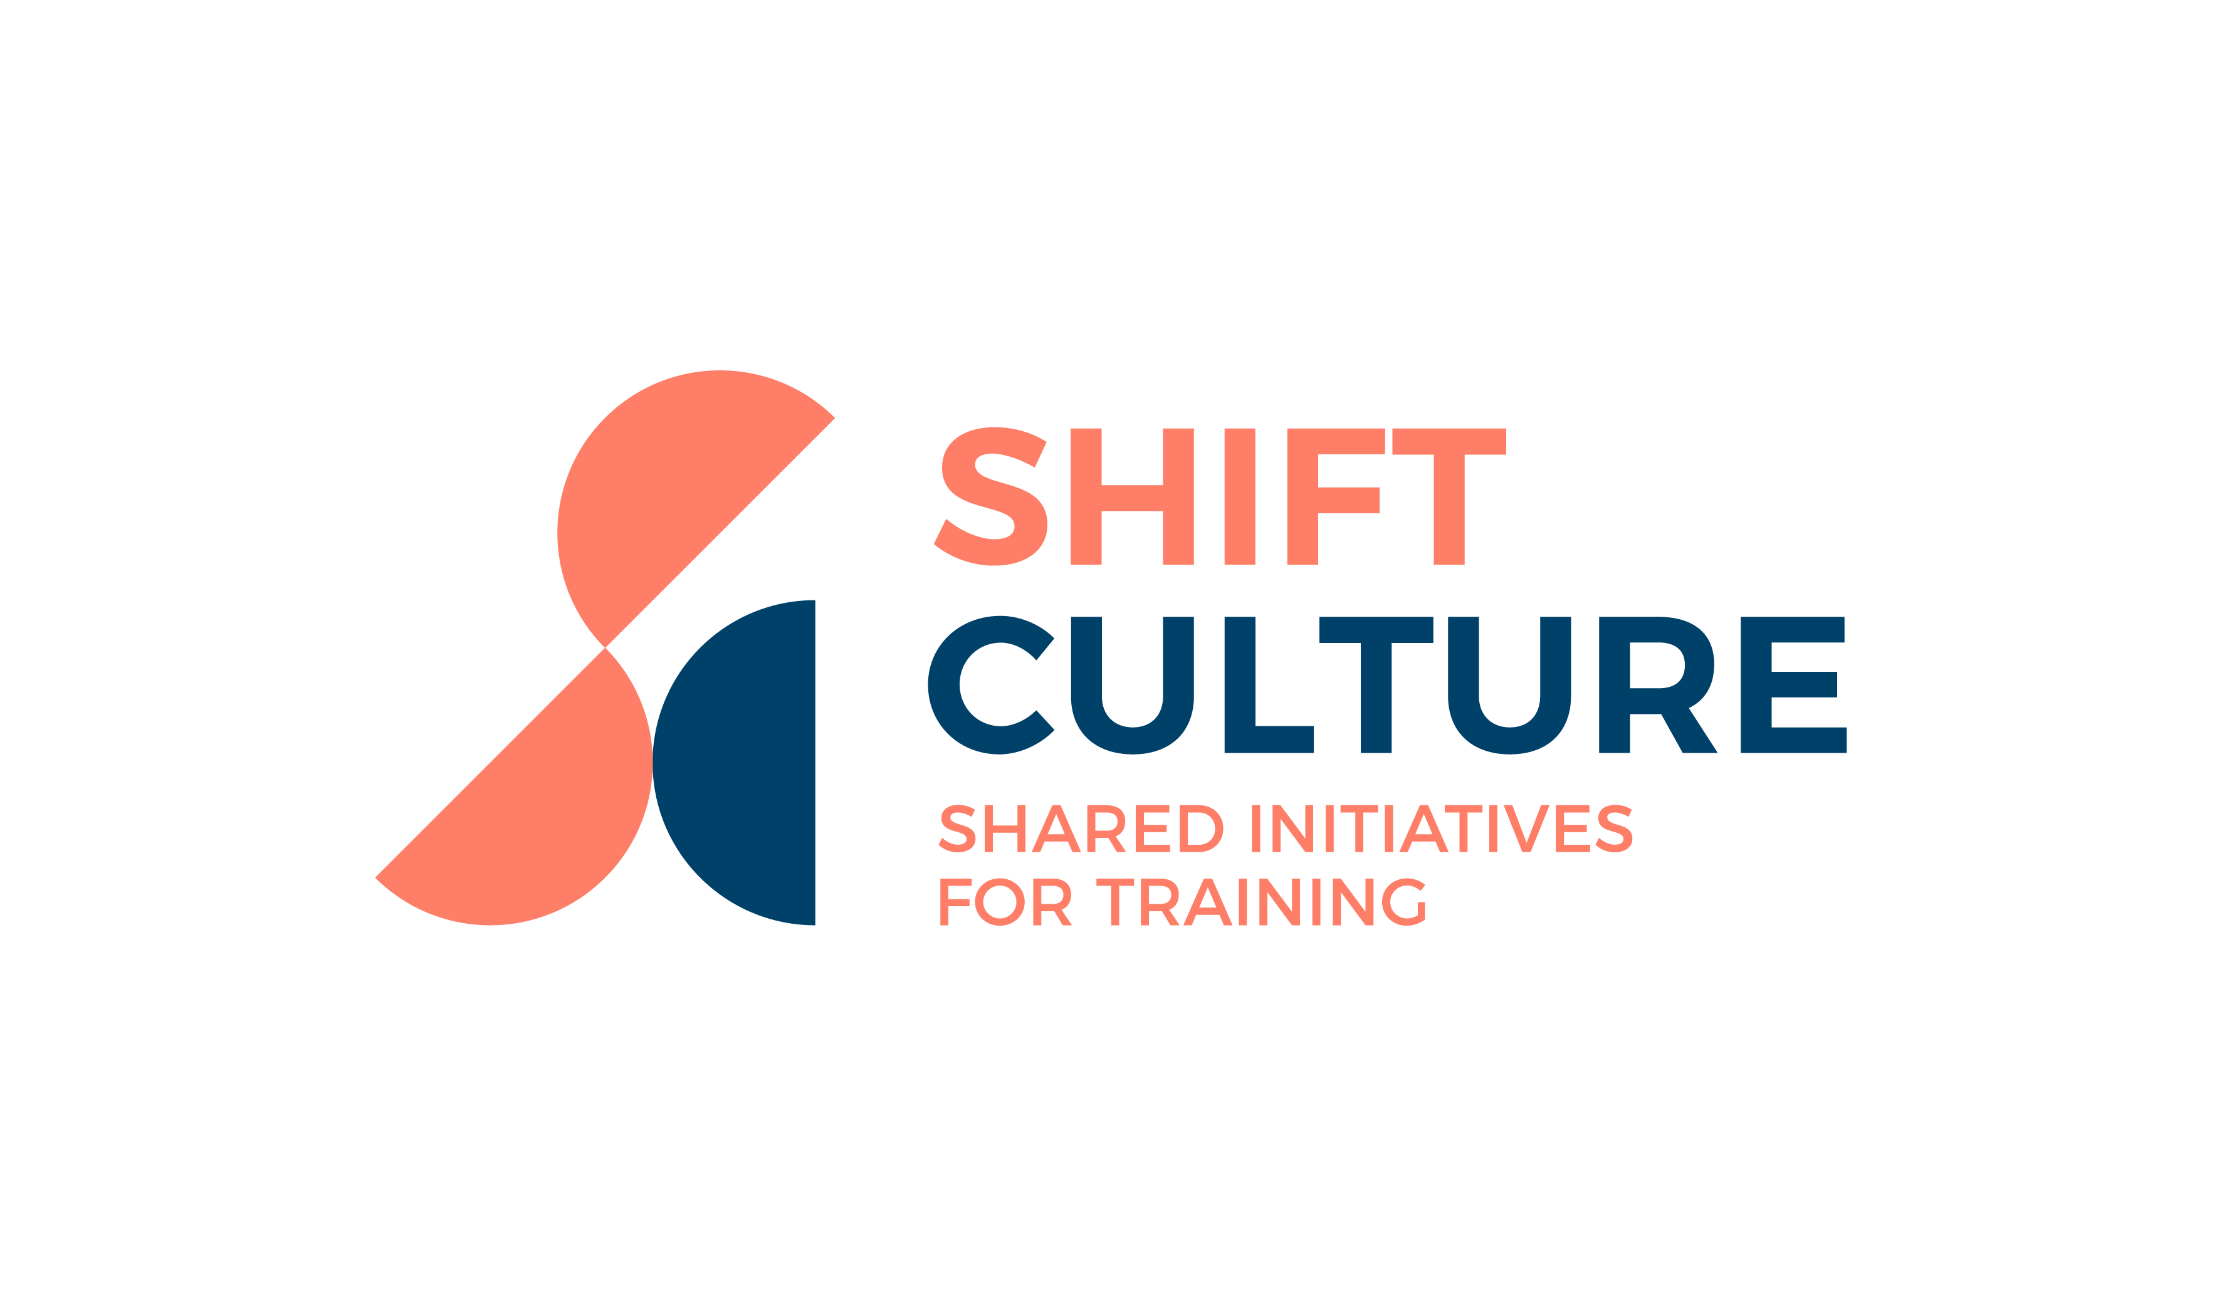 SHIFT
CULTURE
SHARED INITIATIVES
FOR TRAINING